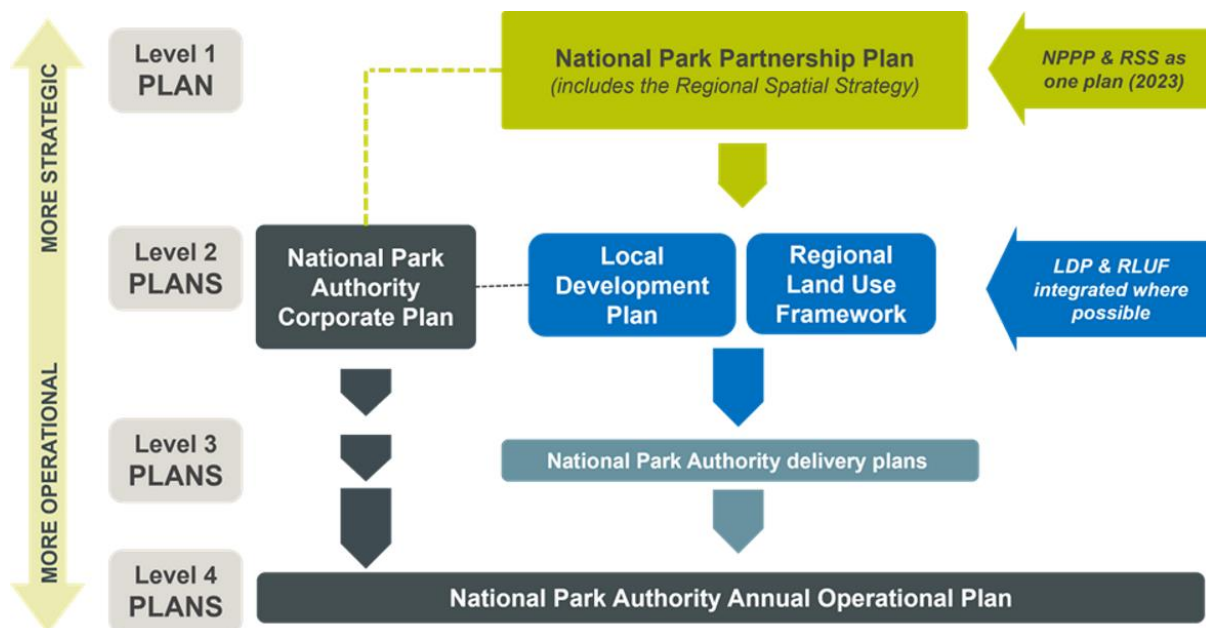 MORE STRATEGIC
MORE OPERATIONAL
Level 1
PLAN
National Park Partnership Plan
(includes the Regional Spatial Strategy)
NPPP & RSS as
one plan (2023)
Level 2
PLANS
National Park
Authority
Corporate Plan
Local
Development
Plan
Regional
Land Use
Framework
LDP & RLUF
integrated where
possible
Level 3
PLANS
National Park Authority delivery plans
Level 4
PLANS
National Park Authority Annual Operational Plan